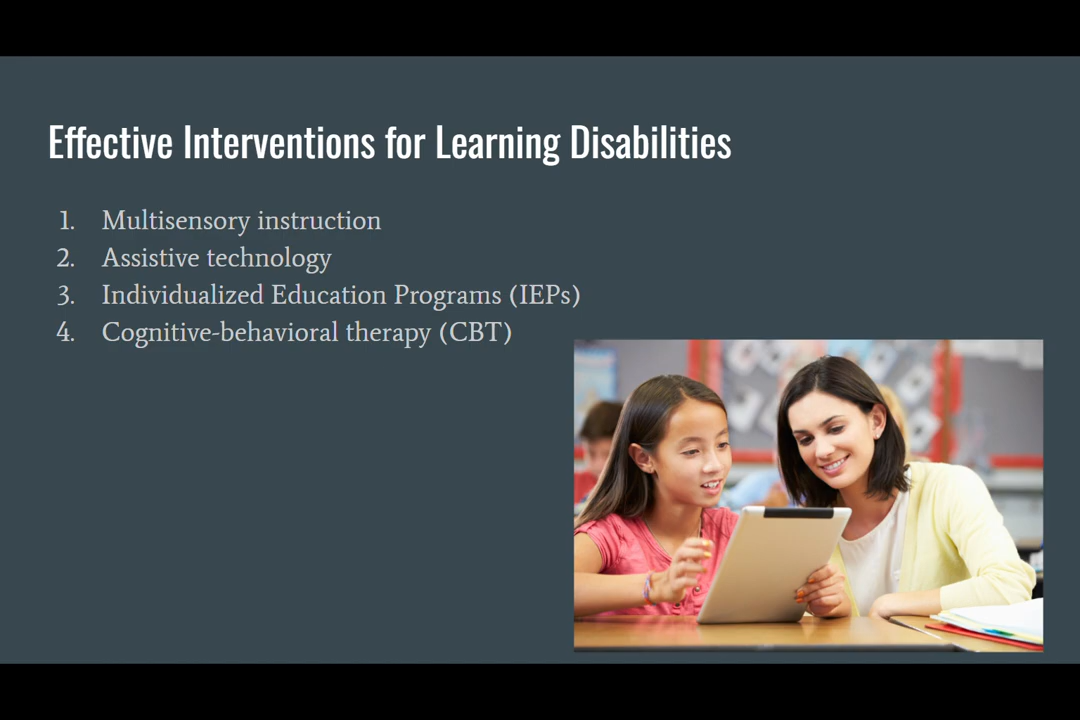 Effective Interventions for Learning Disabilities
1. Multisensory instruction
2. Assistive technology
3. Individualized Education Programs (IEPs)
4. Cognitive-behavioral therapy (CBT)